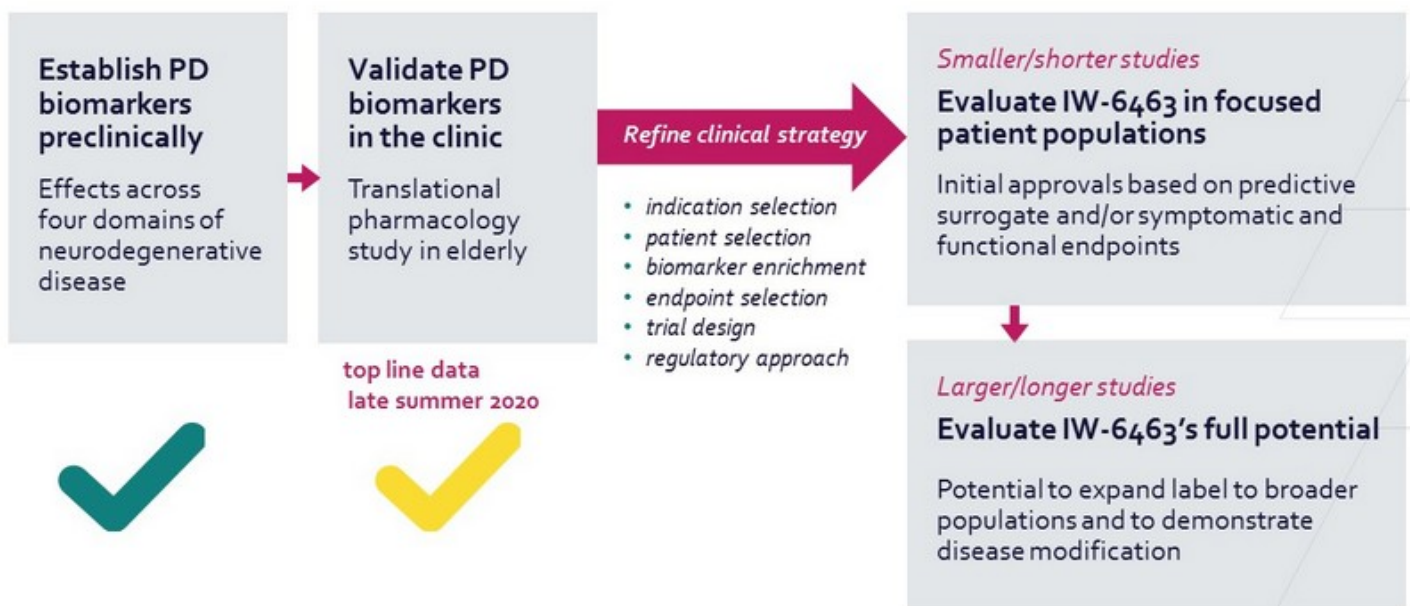 Establish PD
biomarkers
preclinically
Effects across
four domains of
neurodegenerative
disease
Validate PD
biomarkers
in the clinic
Translational
pharmacology
study in elderly
top line data
late summer 2020
Refine clinical strategy
• indication selection
• patient selection
• biomarker enrichment
• endpoint selection
• trial design
• regulatory approach
Smaller/shorter studies
Evaluate IW-6463 in focused
patient populations
Initial approvals based on predictive
surrogate and/or symptomatic and
functional endpoints
Larger/longer studies
Evaluate IW-6463's full potential
Potential to expand label to broader
populations and to demonstrate
disease modification